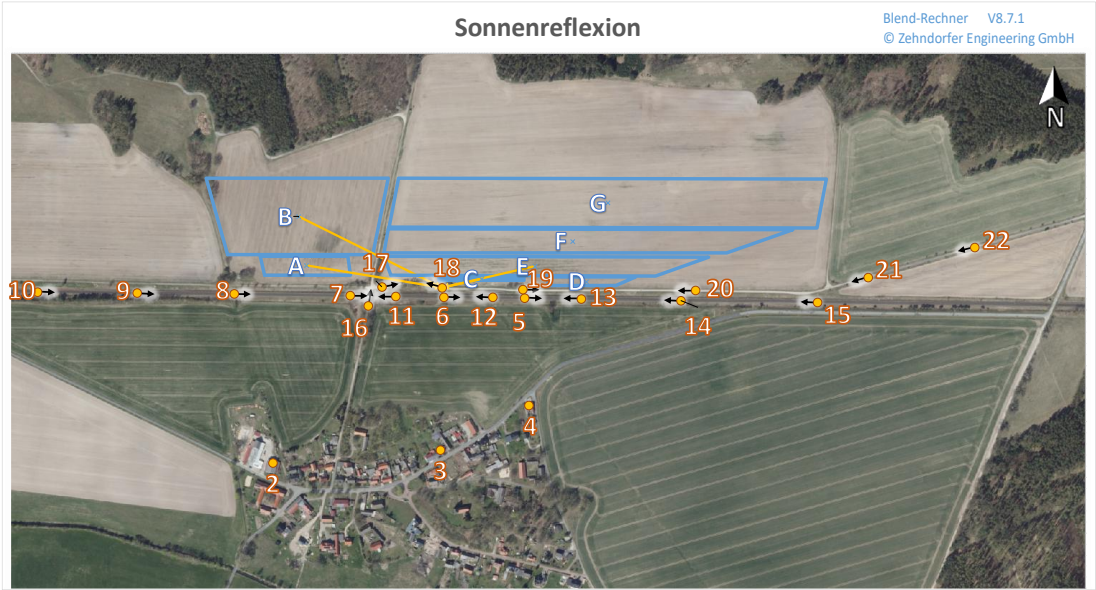 Sonnenreflexion
Blend-Rechner V8.7.1
© Zehndorfer Engineering GmbH
N
G
B
F
A
17
18
C
E
19
D
22
21
10
9
8
7
11
6
12
5
13
20
14
15
16
4
3
2